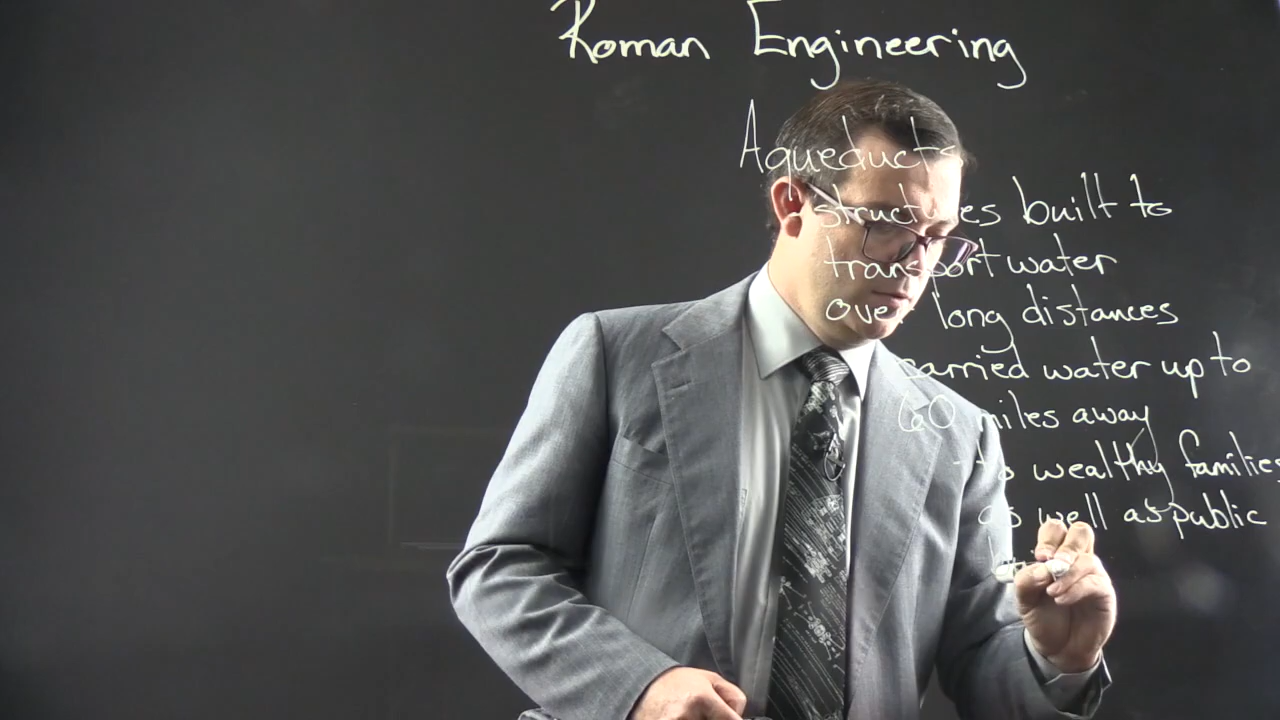 Roman Engineering
Aqueducts
structures built to
transport water
over long distances
carried water up to
60 miles away
to wealthy families
as well as public